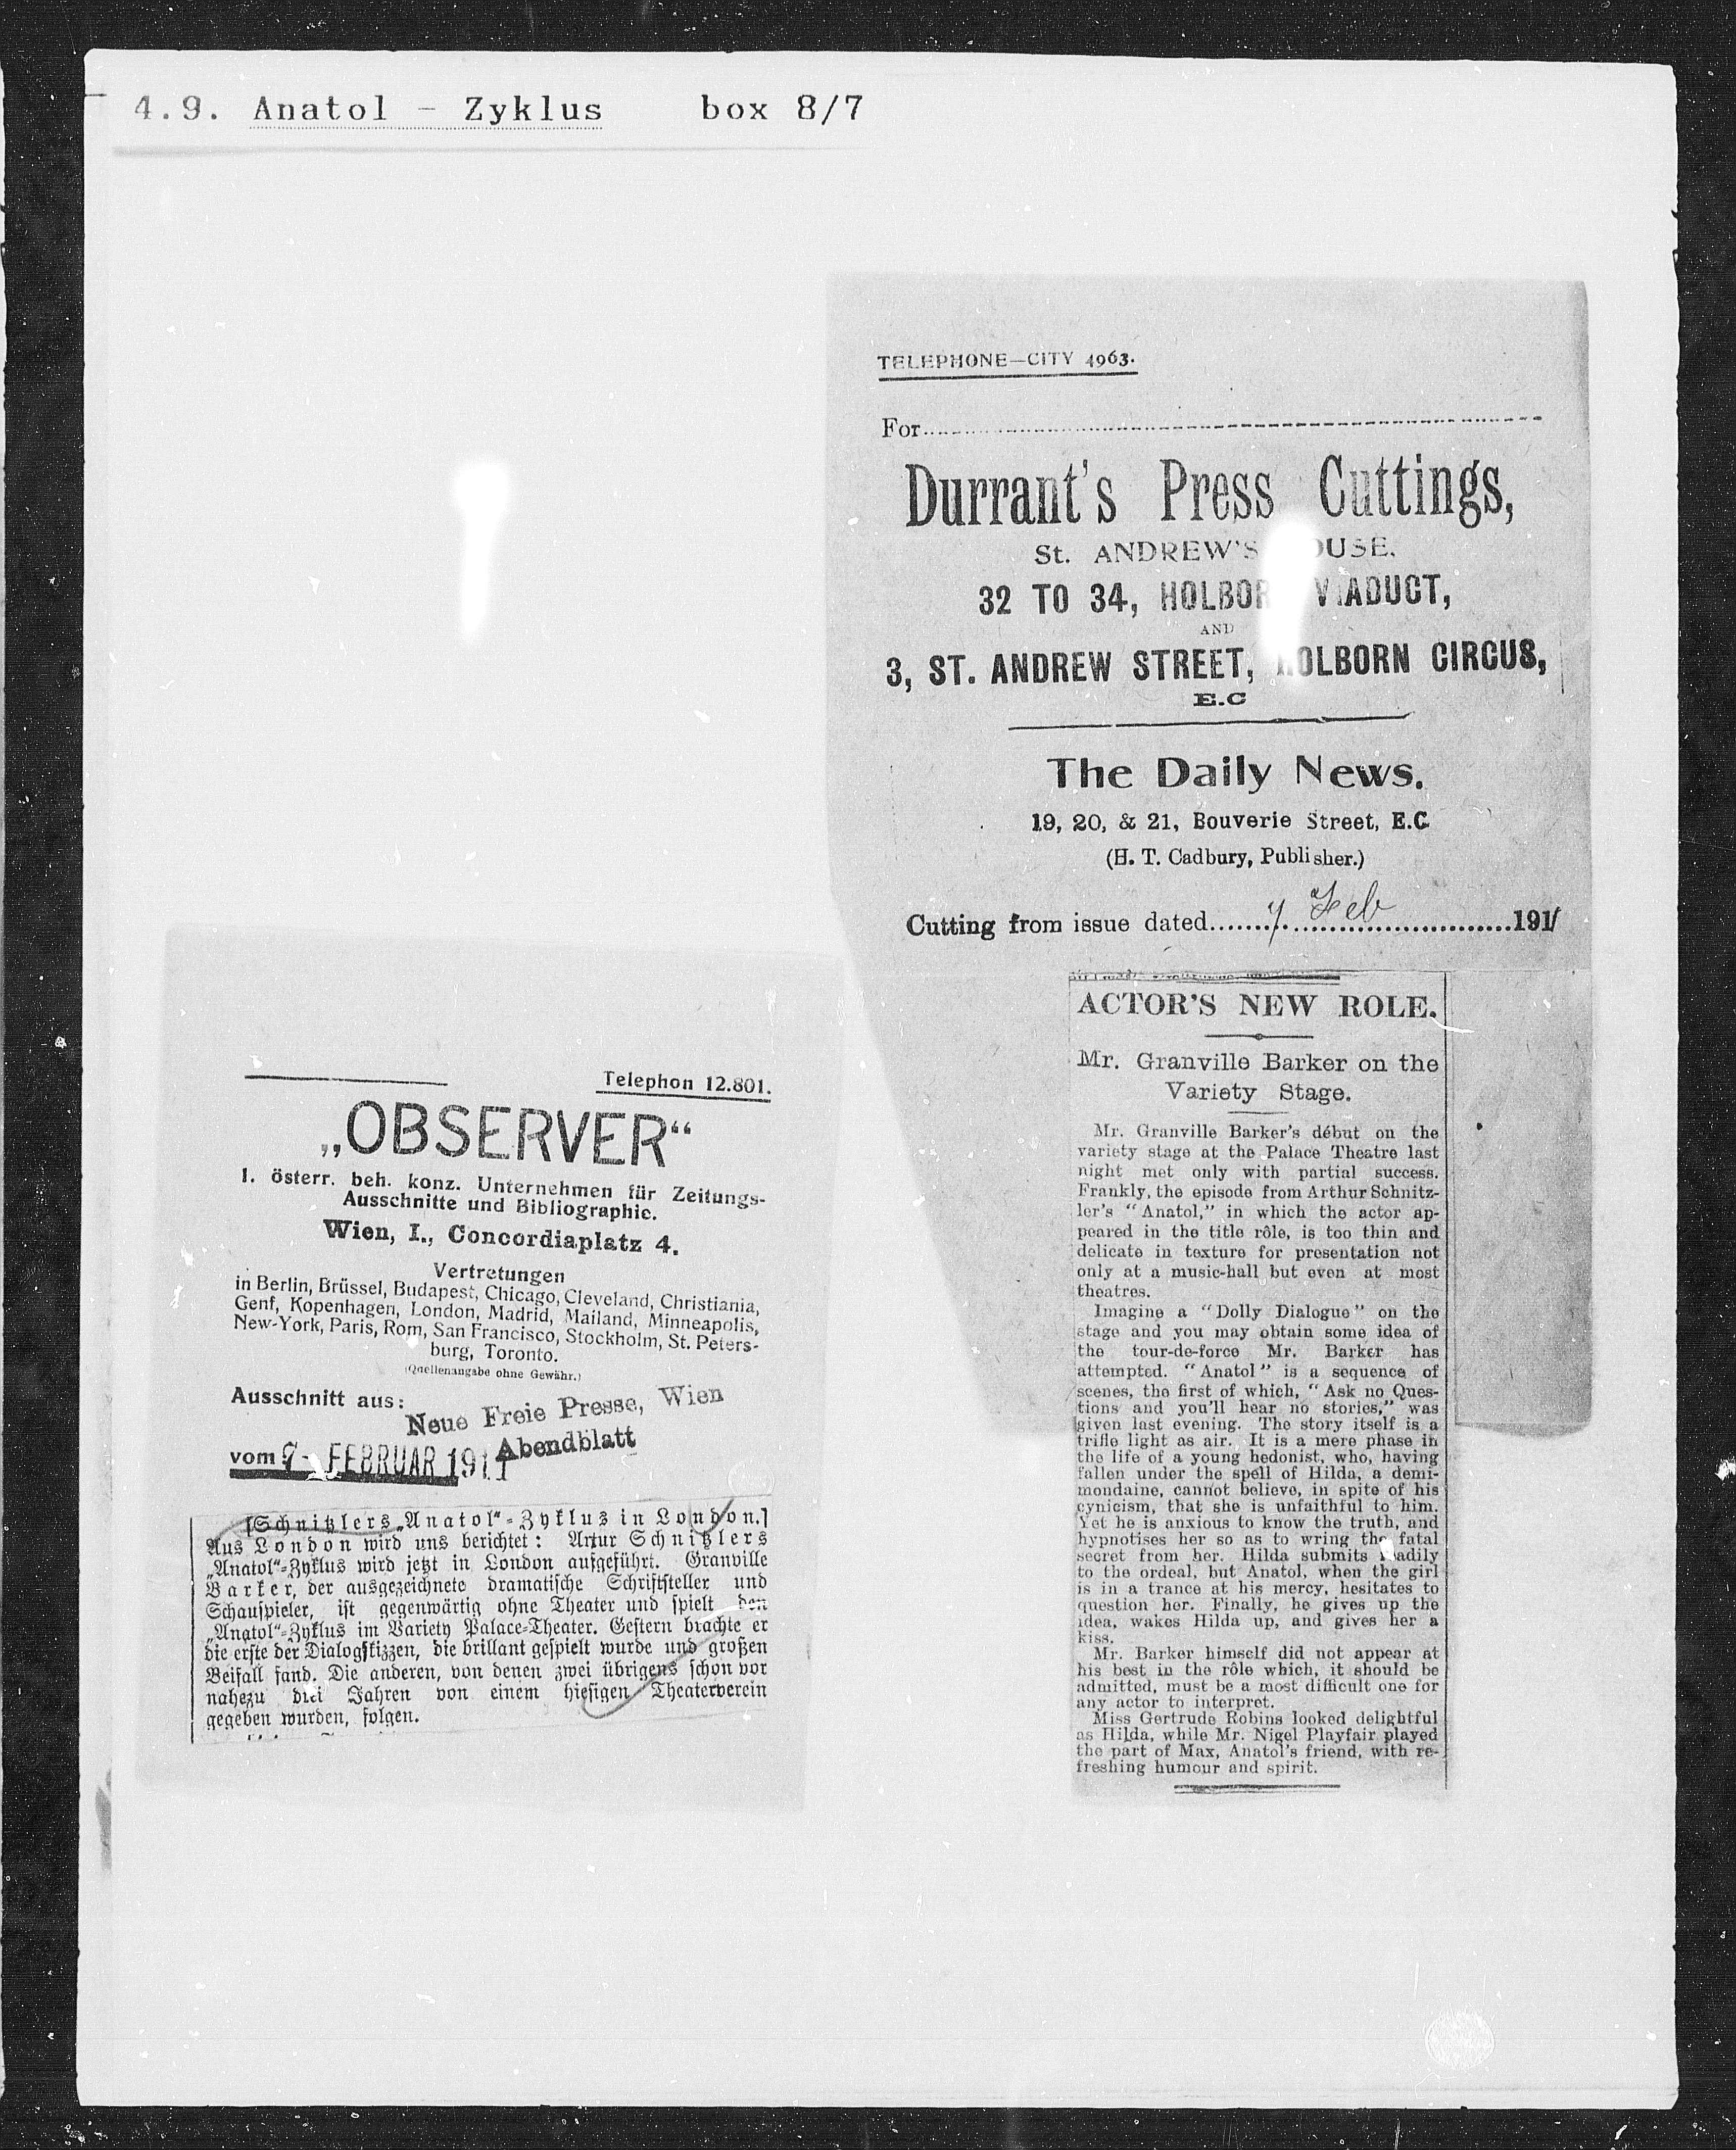 4.9. Anatol - Zyklus box 8/7
TELEPHONE—CITY 4963.
For
Durrant's Press Cuttings,
St. ANDREW'S OUSE.
32 TO 34, HOLBOR VIADUCT,
AND
3, ST. ANDREW STREET, HOLBORN CIRCUS,
E.C
The Daily News.
19, 20, & 21, Bouverie Street, E.C
(H. T. Cadbury, Publisher.)
Cutting from issue dated 7 Feb 1911
ACTOR'S NEW ROLE.
Mr. Granville Barker on the
Variety Stage.
Mr. Granville Barker's début on the
variety stage at the Palace Theatre last
night met only with partial success.
Frankly, the episode from Arthur Schnitz-
ler's "Anatol," in which the actor ap-
peared in the title rôle, is too thin and
delicate in texture for presentation not
only at a music-hall but even at most
theatres.
Imagine a "Dolly Dialogue" on the
stage and you may obtain some idea of
the tour-de-force Mr. Barker has
attempted. "Anatol" is a sequence of
scenes, the first of which, "Ask no Ques-
tions and you'll hear no stories," was
given last evening. The story itself is a
trifle light as air. It is a mere phase in
the life of a young hedonist, who, having
fallen under the spell of Hilda, a demi-
mondaine, cannot believe, in spite of his
cynicism, that she is unfaithful to him.
Yet he is anxious to know the truth, and
hypnotises her so as to wring the fatal
secret from her. Hilda submits readily
to the ordeal, but Anatol, when the girl
is in a trance at his mercy, hesitates to
question her. Finally, he gives up the
idea, wakes Hilda up, and gives her a
kiss.
Mr. Barker himself did not appear at
his best in the rôle which, it should be
admitted, must be a most difficult one for
any actor to interpret.
Miss Gertrude Robins looked delightful
as Hilda, while Mr. Nigel Playfair played
the part of Max, Anatol's friend, with re-
freshing humour and spirit.
Telephon 12.801.
„OBSERVER“
I. österr. beh. konz. Unternehmen für Zeitungs-
Ausschnitte und Bibliographie.
Wien, I., Concordiaplatz 4.
Vertretungen
in Berlin, Brüssel, Budapest, Chicago, Cleveland, Christiania,
Genf, Kopenhagen, London, Madrid, Mailand, Minneapolis,
New-York, Paris, Rom, San Francisco, Stockholm, St. Peters-
burg, Toronto.
(Quellenangabe ohne Gewähr.)
Ausschnitt aus:
Neue Freie Presse, Wien
Abendblatt
vom 7- FEBRUAR 1911
[Schnitzlers „Anatol“-Zyklus in London.]
Aus London wird uns berichtet: Artur Schnitzlers
„Anatol“-Zyklus wird jetzt in London aufgeführt. Granville
Barker, der ausgezeichnete dramatische Schriftsteller und
Schauspieler, ist gegenwärtig ohne Theater und spielt den
„Anatol“-Zyklus im Variety Palace-Theater. Gestern brachte er
die erste der Dialogskizzen, die brillant gespielt wurde und großen
Beifall fand. Die anderen, von denen zwei übrigens schon vor
nahezu drei Jahren von einem hiesigen Theaterverein
gegeben wurden, folgen.